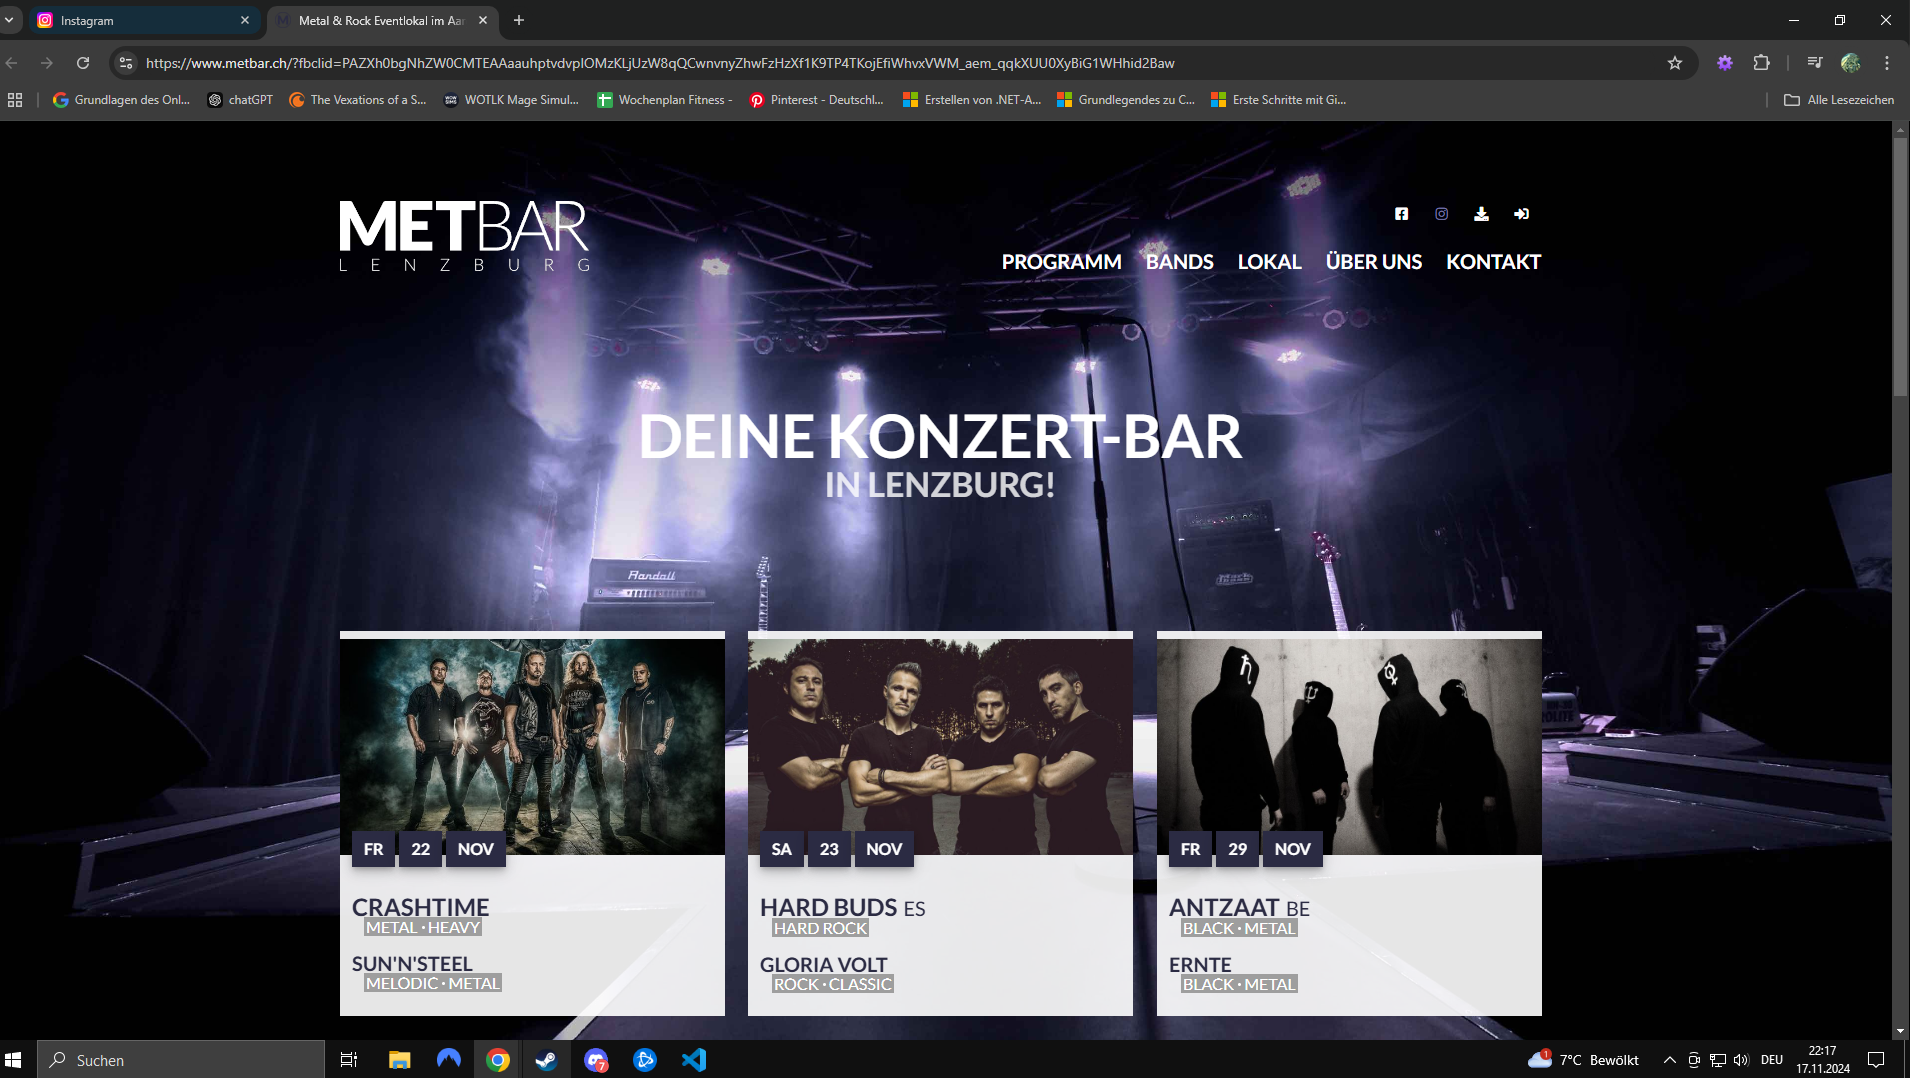 Instagram
Metal & Rock Eventlokal im Aar
https://www.metbar.ch/?fbclid=PAZXh0bgNhZW0CMTEAAaauhptvdvpIOMzKLjUzW8qQCwnvnyZhwFzHzXf1K9TP4TKojEfiWhvxVWM_aem_qqkXUU0XyBiG1WHhid2Baw
Grundlagen des Onl...
chatGPT
The Vexations of a S...
WOTLK Mage Simul...
Wochenplan Fitness -
Pinterest - Deutschl...
Erstellen von .NET-A...
Grundlegendes zu C...
Erste Schritte mit Gi...
Alle Lesezeichen
METBAR
LENZBURG
PROGRAMM BANDS LOKAL ÜBER UNS KONTAKT
DEINE KONZERT-BAR
IN LENZBURG!
Randall
FR 22 NOV
CRASHTIME
METAL · HEAVY
SUN'N'STEEL
MELODIC · METAL
SA 23 NOV
HARD BUDS ES
HARD ROCK
GLORIA VOLT
ROCK · CLASSIC
FR 29 NOV
ANTZAAT BE
BLACK · METAL
ERNTE
BLACK · METAL
Suchen
7
1
7°C Bewölkt
DEU
22:17
17.11.2024